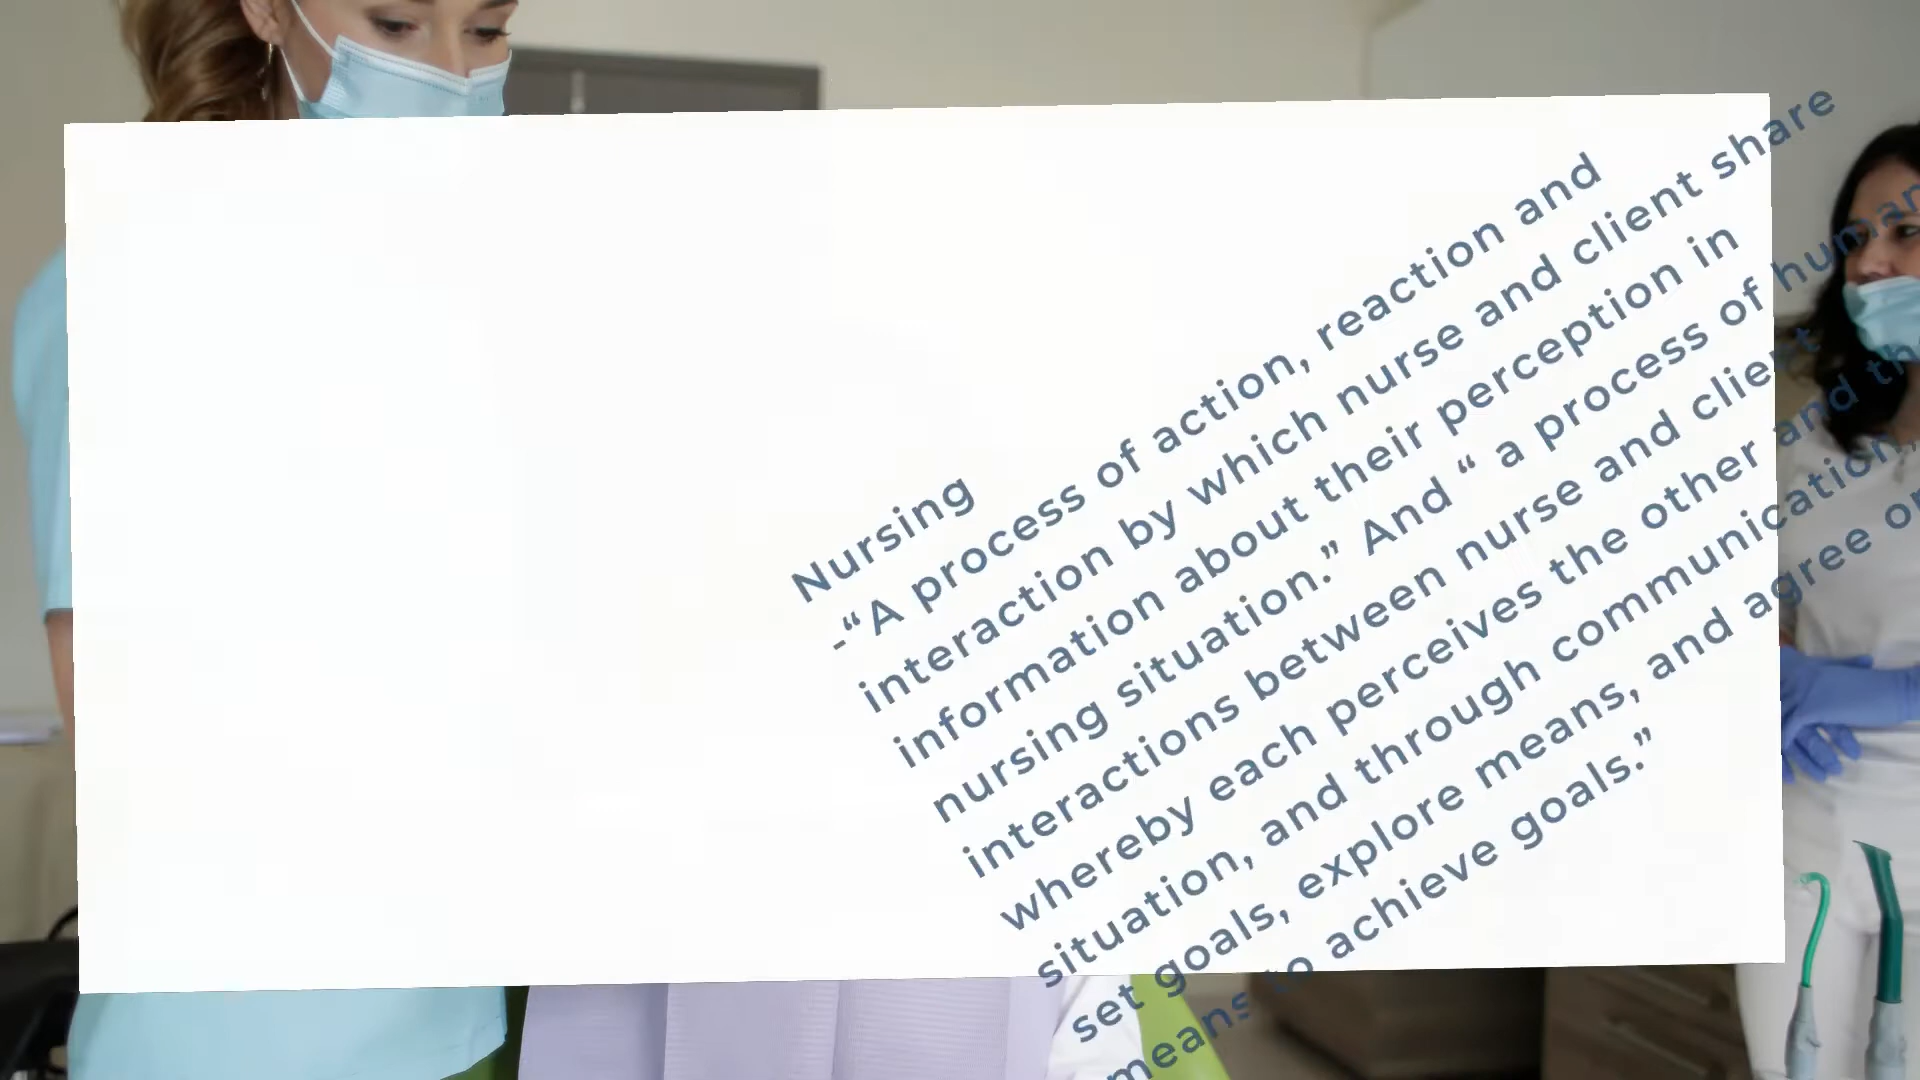 Nursing
-“A process of action, reaction and
interaction by which nurse and client share
information about their perception in
nursing situation.” And “ a process of human
interactions between nurse and client
whereby each perceives the other and the
situation, and through communication,
set goals, explore means, and agree on
means to achieve goals.”